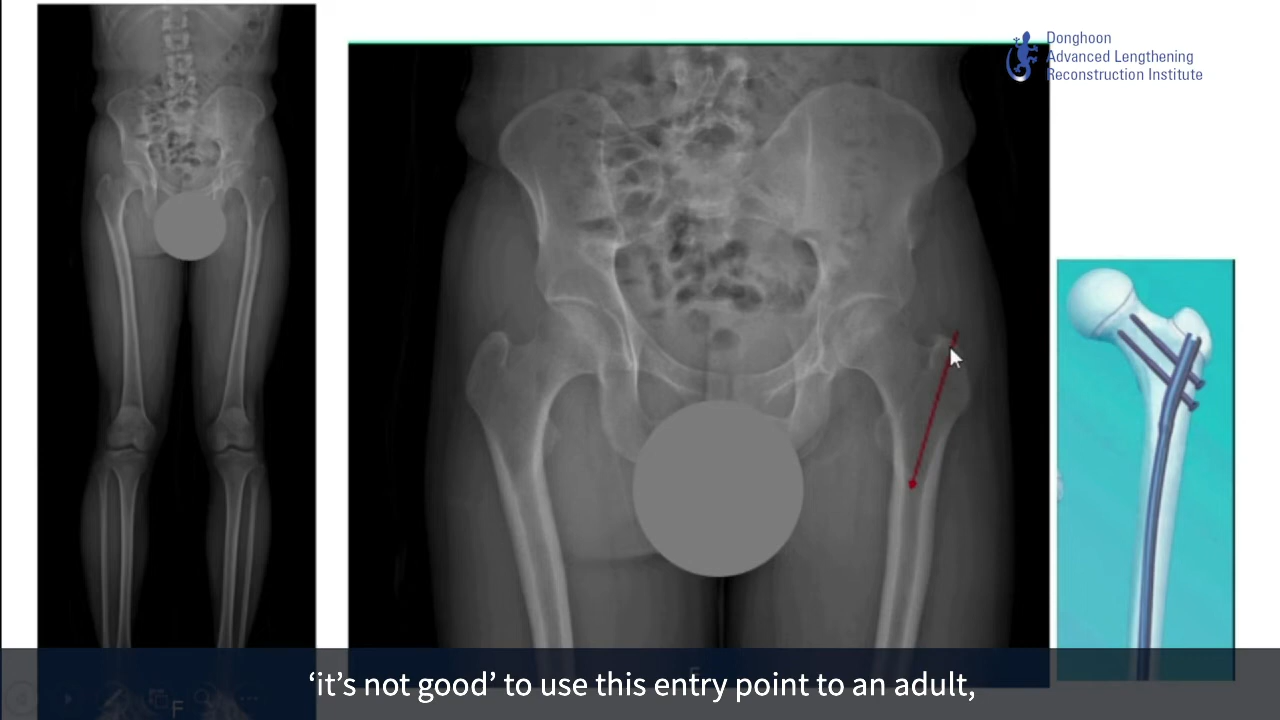 Donghoon
Advanced Lengthening
Reconstruction Institute
F
‘it’s not good’ to use this entry point to an adult,
F